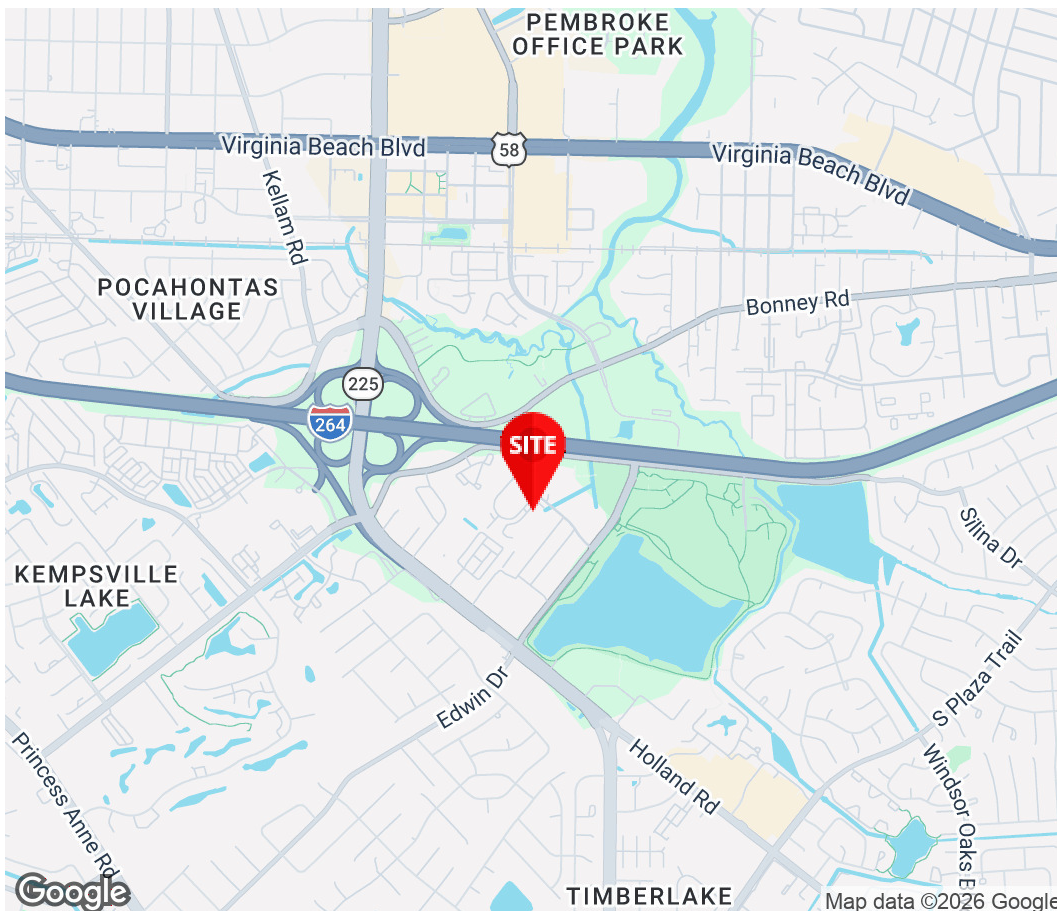 PEMBROKE
OFFICE PARK
Virginia Beach Blvd
58
Virginia Beach Blvd
Kellam Rd
POCAHONTAS
VILLAGE
Bonney Rd
225
264
SITE
Silina Dr
KEMPSVILLE
LAKE
S Plaza Trail
Edwin Dr
Princess Anne Rd
Holland Rd
Windsor Oaks B
TIMBERLAKE
Google
Map data ©2026 Google